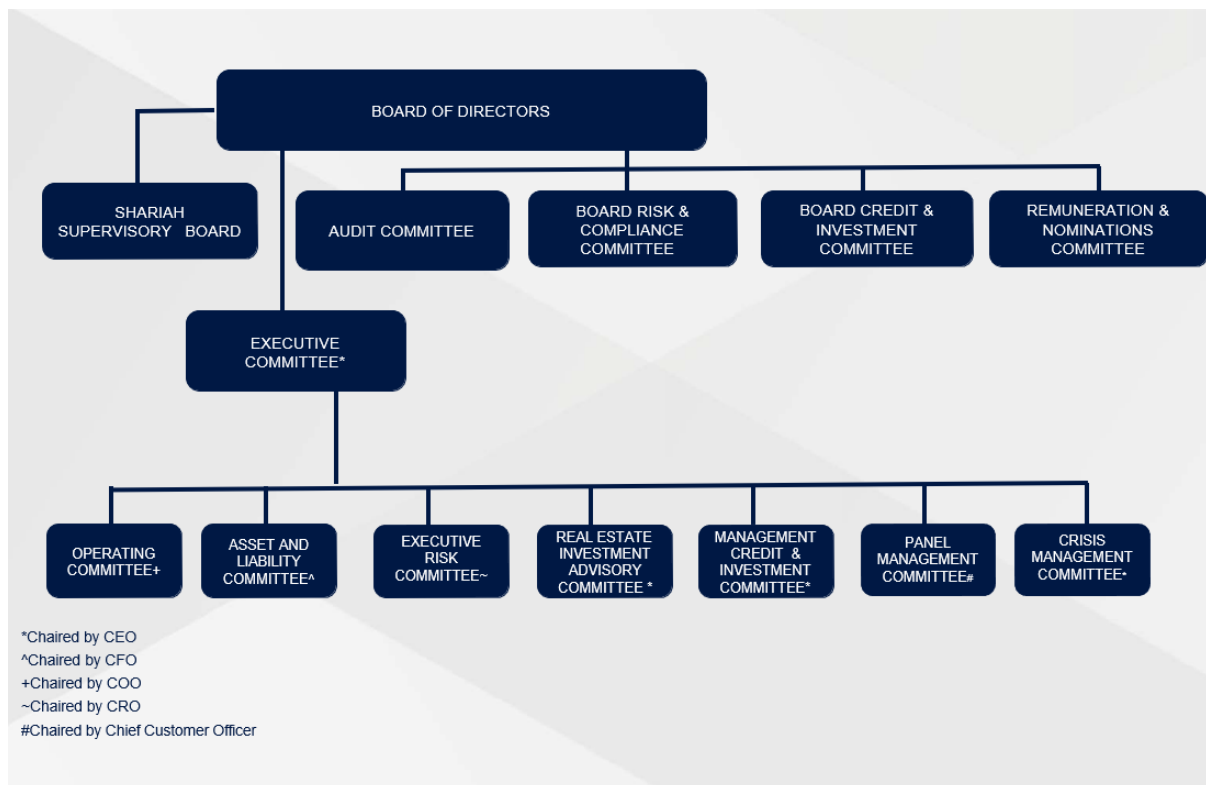 BOARD OF DIRECTORS
SHARIAH
SUPERVISORY BOARD
AUDIT COMMITTEE
BOARD RISK &
COMPLIANCE
COMMITTEE
BOARD CREDIT &
INVESTMENT
COMMITTEE
REMUNERATION &
NOMINATIONS
COMMITTEE
EXECUTIVE
COMMITTEE*
OPERATING
COMMITTEE+
ASSET AND
LIABILITY
COMMITTEE^
EXECUTIVE
RISK
COMMITTEE~
REAL ESTATE
INVESTMENT
ADVISORY
COMMITTEE *
MANAGEMENT
CREDIT &
INVESTMENT
COMMITTEE*
PANEL
MANAGEMENT
COMMITTEE#
CRISIS
MANAGEMENT
COMMITTEE*
*Chaired by CEO
^Chaired by CFO
+Chaired by COO
~Chaired by CRO
#Chaired by Chief Customer Officer